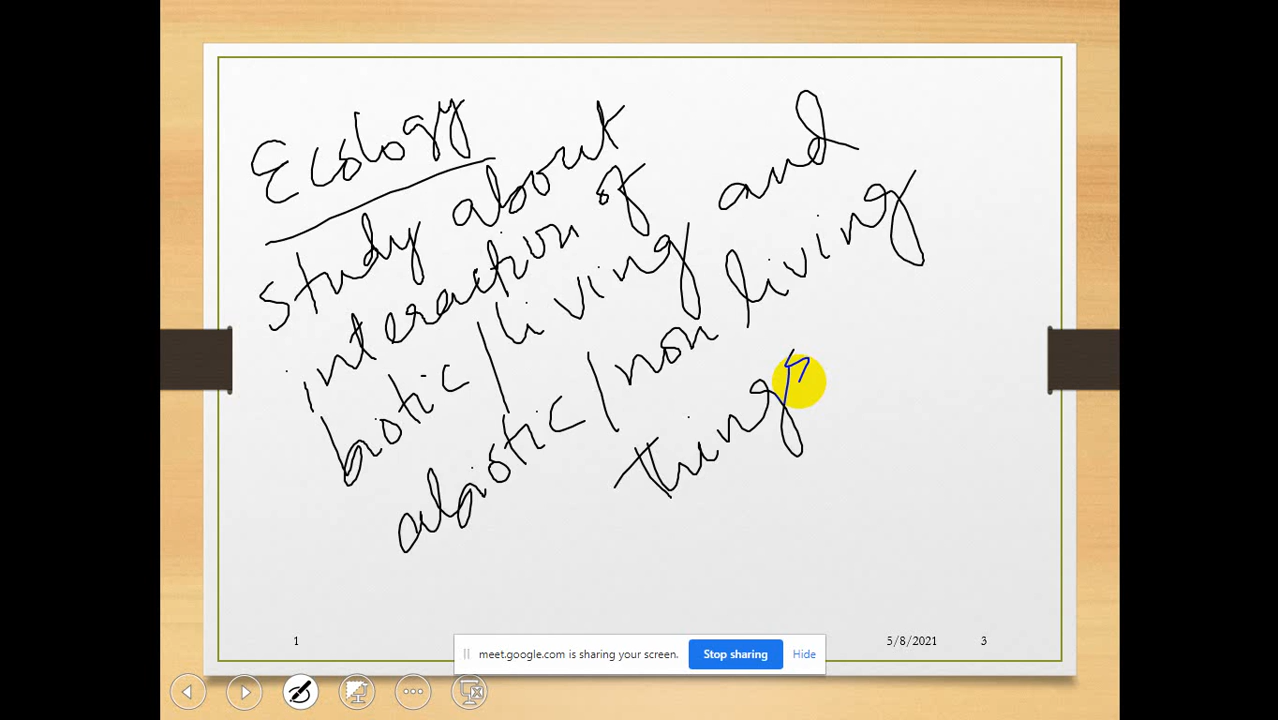 Ecology
study about
interaction of
biotic/living and
abiotic/non living
things
1
5/8/2021 3
meet.google.com is sharing your screen. Stop sharing Hide